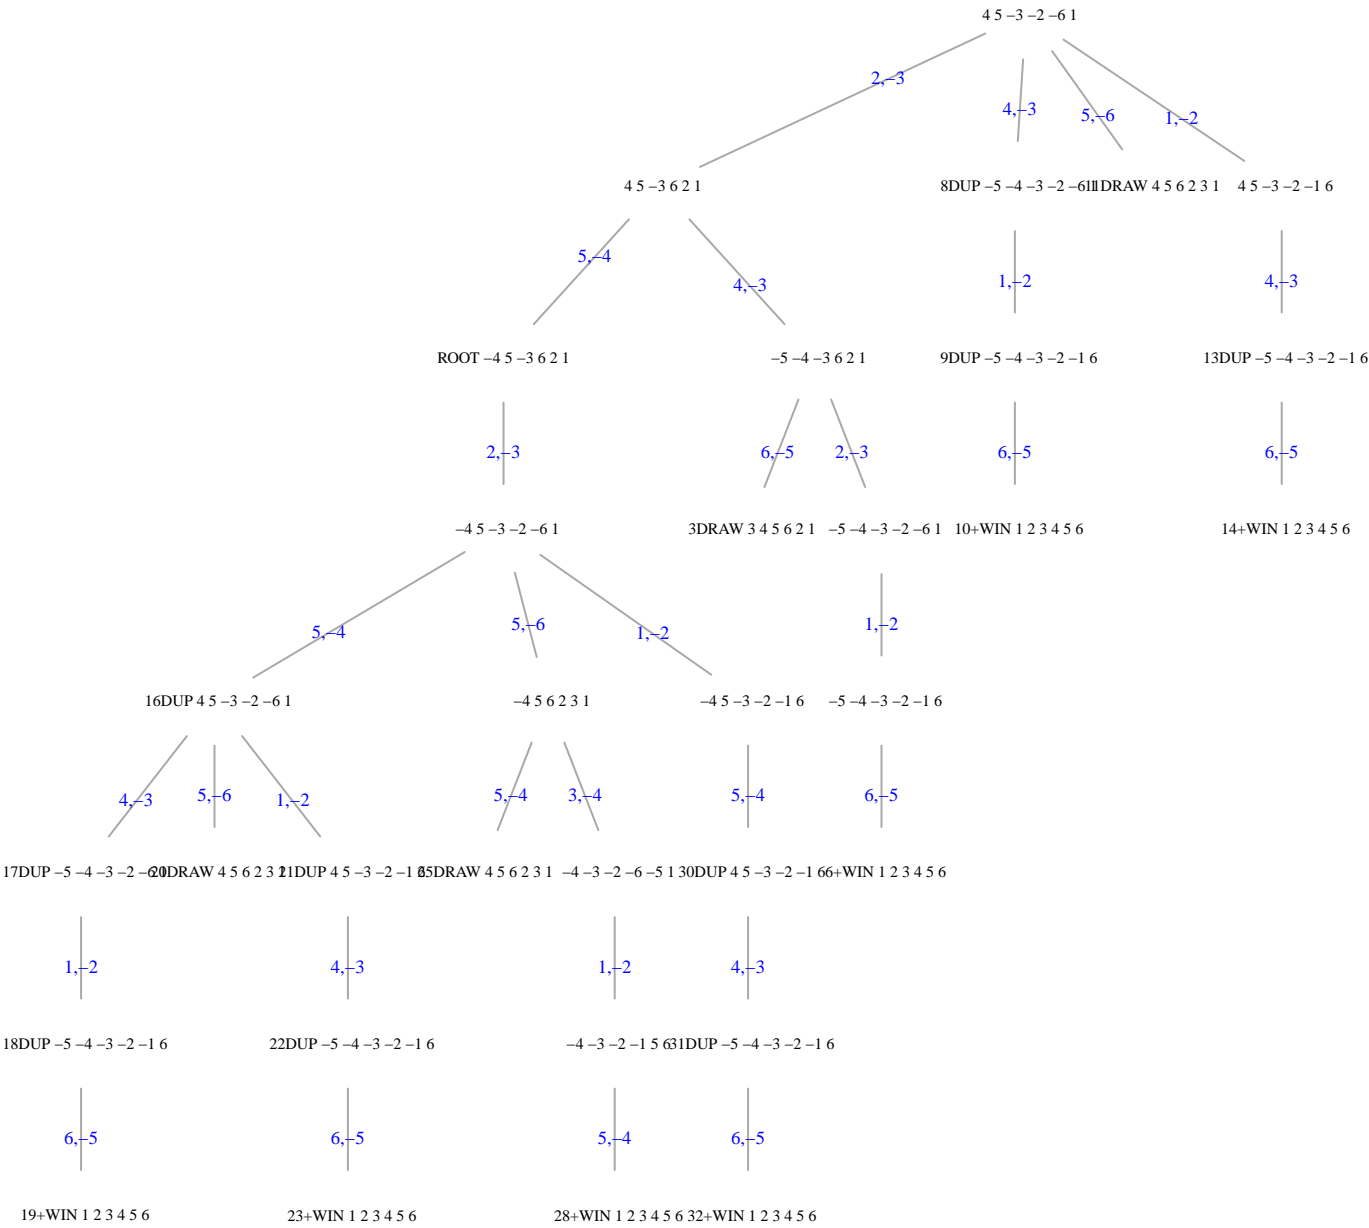 4 5 −3 −2 −6 1
2,−3
4,−3
5,−6
1,−2
4 5 −3 6 2 1
8DUP −5 −4 −3 −2 −6 1
11DRAW 4 5 6 2 3 1
4 5 −3 −2 −1 6
5,−4
4,−3
1,−2
4,−3
ROOT −4 5 −3 6 2 1
−5 −4 −3 6 2 1
9DUP −5 −4 −3 −2 −1 6
13DUP −5 −4 −3 −2 −1 6
2,−3
6,−5
2,−3
6,−5
6,−5
−4 5 −3 −2 −6 1
3DRAW 3 4 5 6 2 1
−5 −4 −3 −2 −6 1
10+WIN 1 2 3 4 5 6
14+WIN 1 2 3 4 5 6
5,−4
5,−6
1,−2
1,−2
16DUP 4 5 −3 −2 −6 1
−4 5 6 2 3 1
−4 5 −3 −2 −1 6
−5 −4 −3 −2 −1 6
4,−3
5,−6
1,−2
5,−4
3,−4
5,−4
6,−5
17DUP −5 −4 −3 −2 −6 1
20DRAW 4 5 6 2 3 1
21DUP 4 5 −3 −2 −1 6
25DRAW 4 5 6 2 3 1
−4 −3 −2 −6 −5 1
30DUP 4 5 −3 −2 −1 6
6+WIN 1 2 3 4 5 6
1,−2
4,−3
1,−2
4,−3
18DUP −5 −4 −3 −2 −1 6
22DUP −5 −4 −3 −2 −1 6
−4 −3 −2 −1 5 6
31DUP −5 −4 −3 −2 −1 6
6,−5
6,−5
5,−4
6,−5
19+WIN 1 2 3 4 5 6
23+WIN 1 2 3 4 5 6
28+WIN 1 2 3 4 5 6
32+WIN 1 2 3 4 5 6